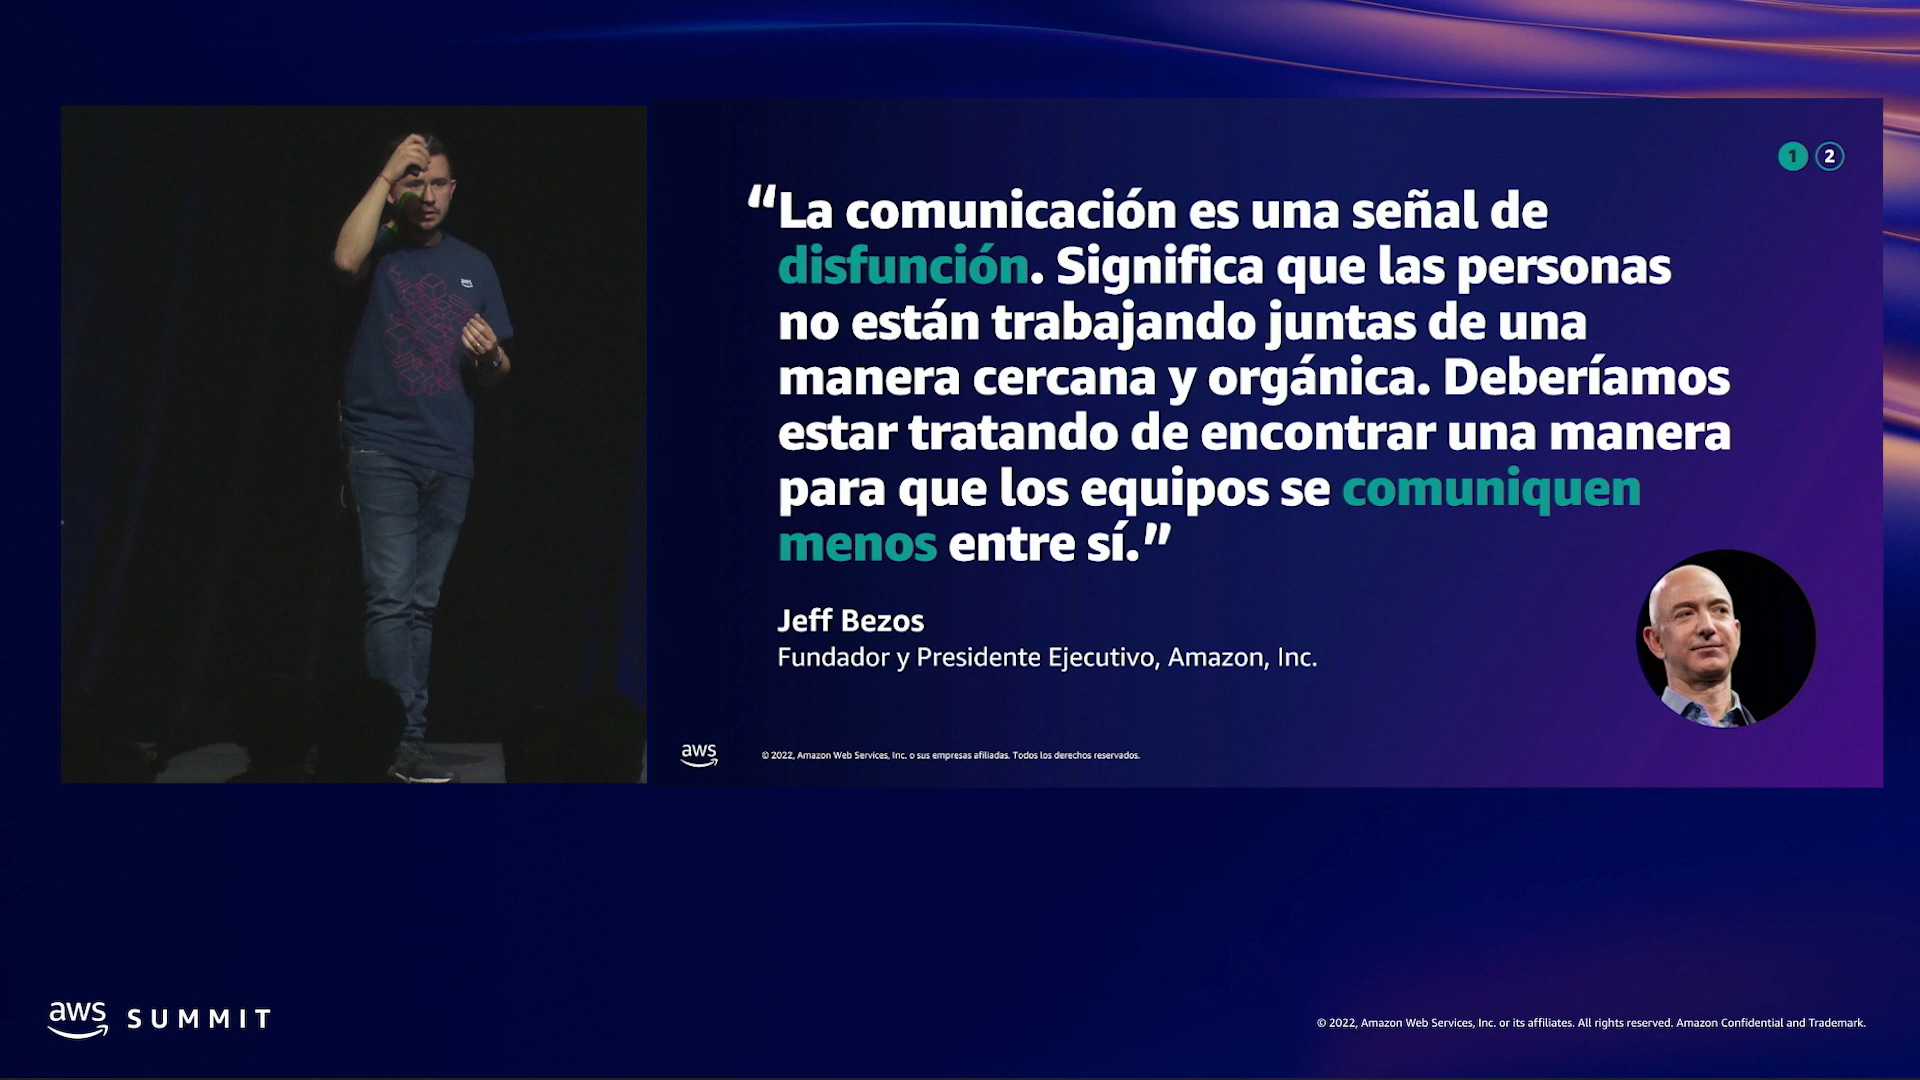 1 2
“La comunicación es una señal de
disfunción. Significa que las personas
no están trabajando juntas de una
manera cercana y orgánica. Deberíamos
estar tratando de encontrar una manera
para que los equipos se comuniquen
menos entre sí.”
Jeff Bezos
Fundador y Presidente Ejecutivo, Amazon, Inc.
aws
© 2022, Amazon Web Services, Inc. o sus empresas afiliadas. Todos los derechos reservados.
aws
aws SUMMIT
© 2022, Amazon Web Services, Inc. or its affiliates. All rights reserved. Amazon Confidential and Trademark.